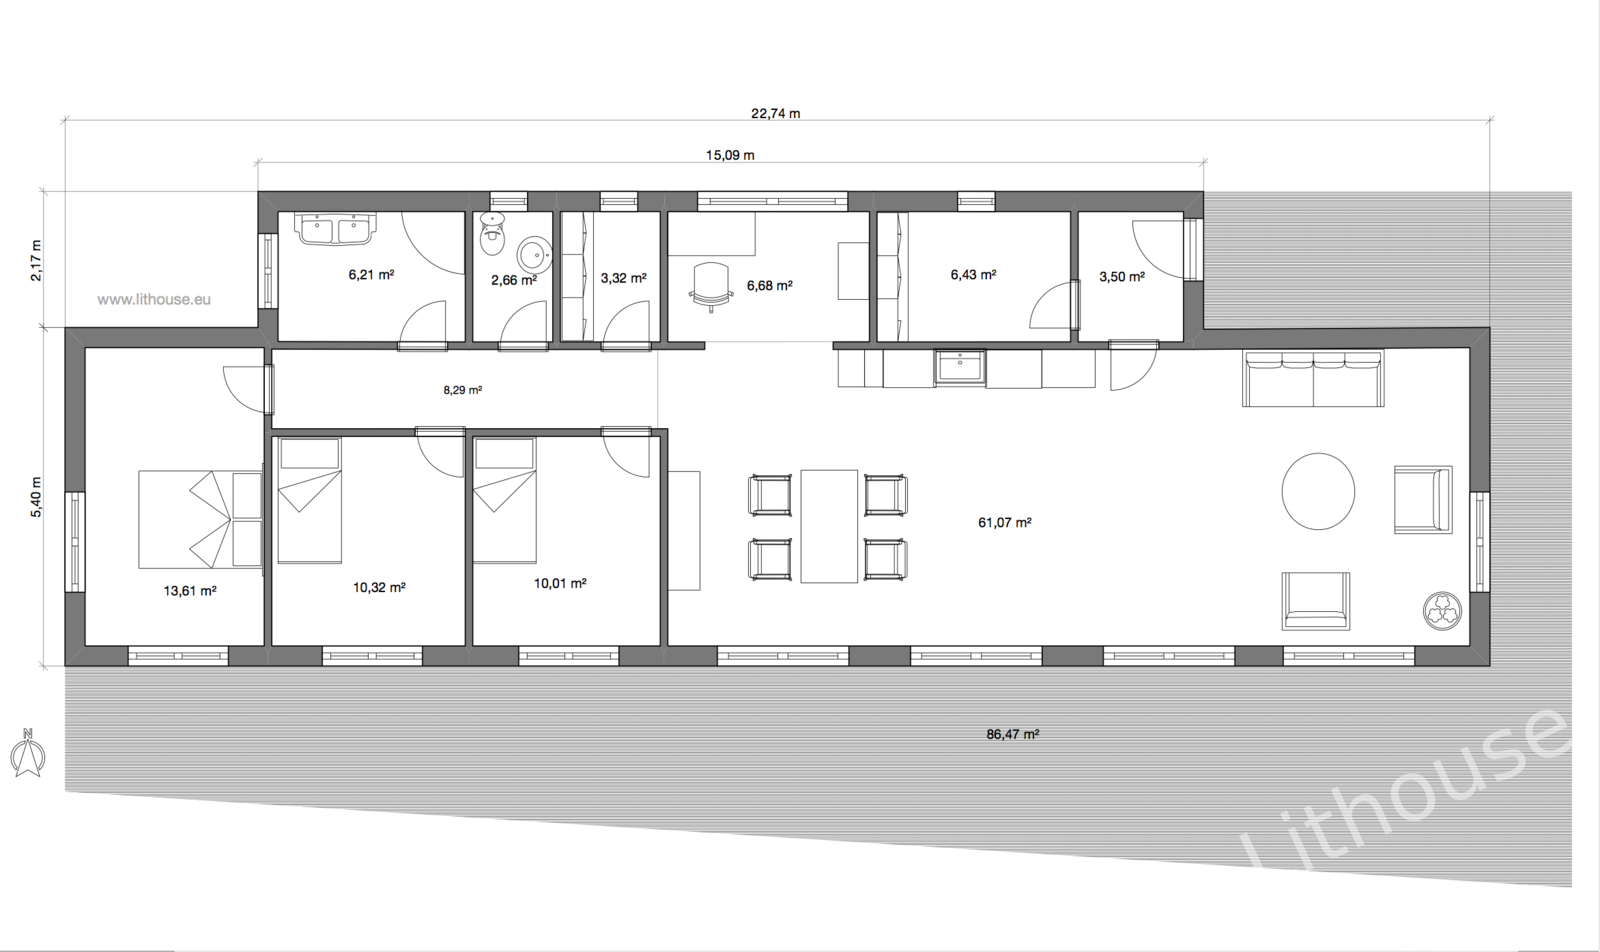 22,74 m
15,09 m
2,17 m
6,21 m²
2,66 m²
3,32 m²
6,68 m²
6,43 m²
3,50 m²
www.lithouse.eu
8,29 m²
5,40 m
61,07 m²
13,61 m²
10,32 m²
10,01 m²
N
86,47 m²
Lithouse